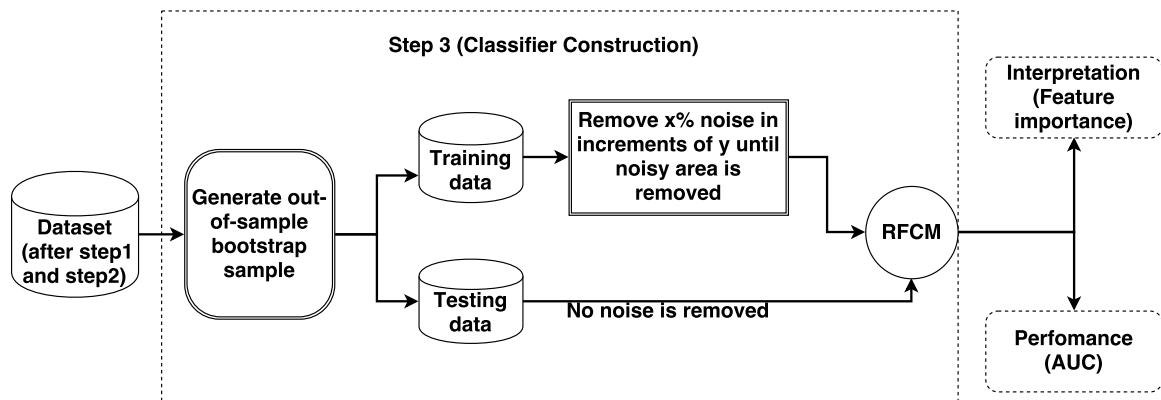 Step 3 (Classifier Construction)
Dataset
(after step1
and step2)
Generate out-
of-sample
bootstrap
sample
Training
data
Remove x% noise in
increments of y until
noisy area is
removed
Testing
data
No noise is removed
RFCM
Interpretation
(Feature
importance)
Perfomance
(AUC)